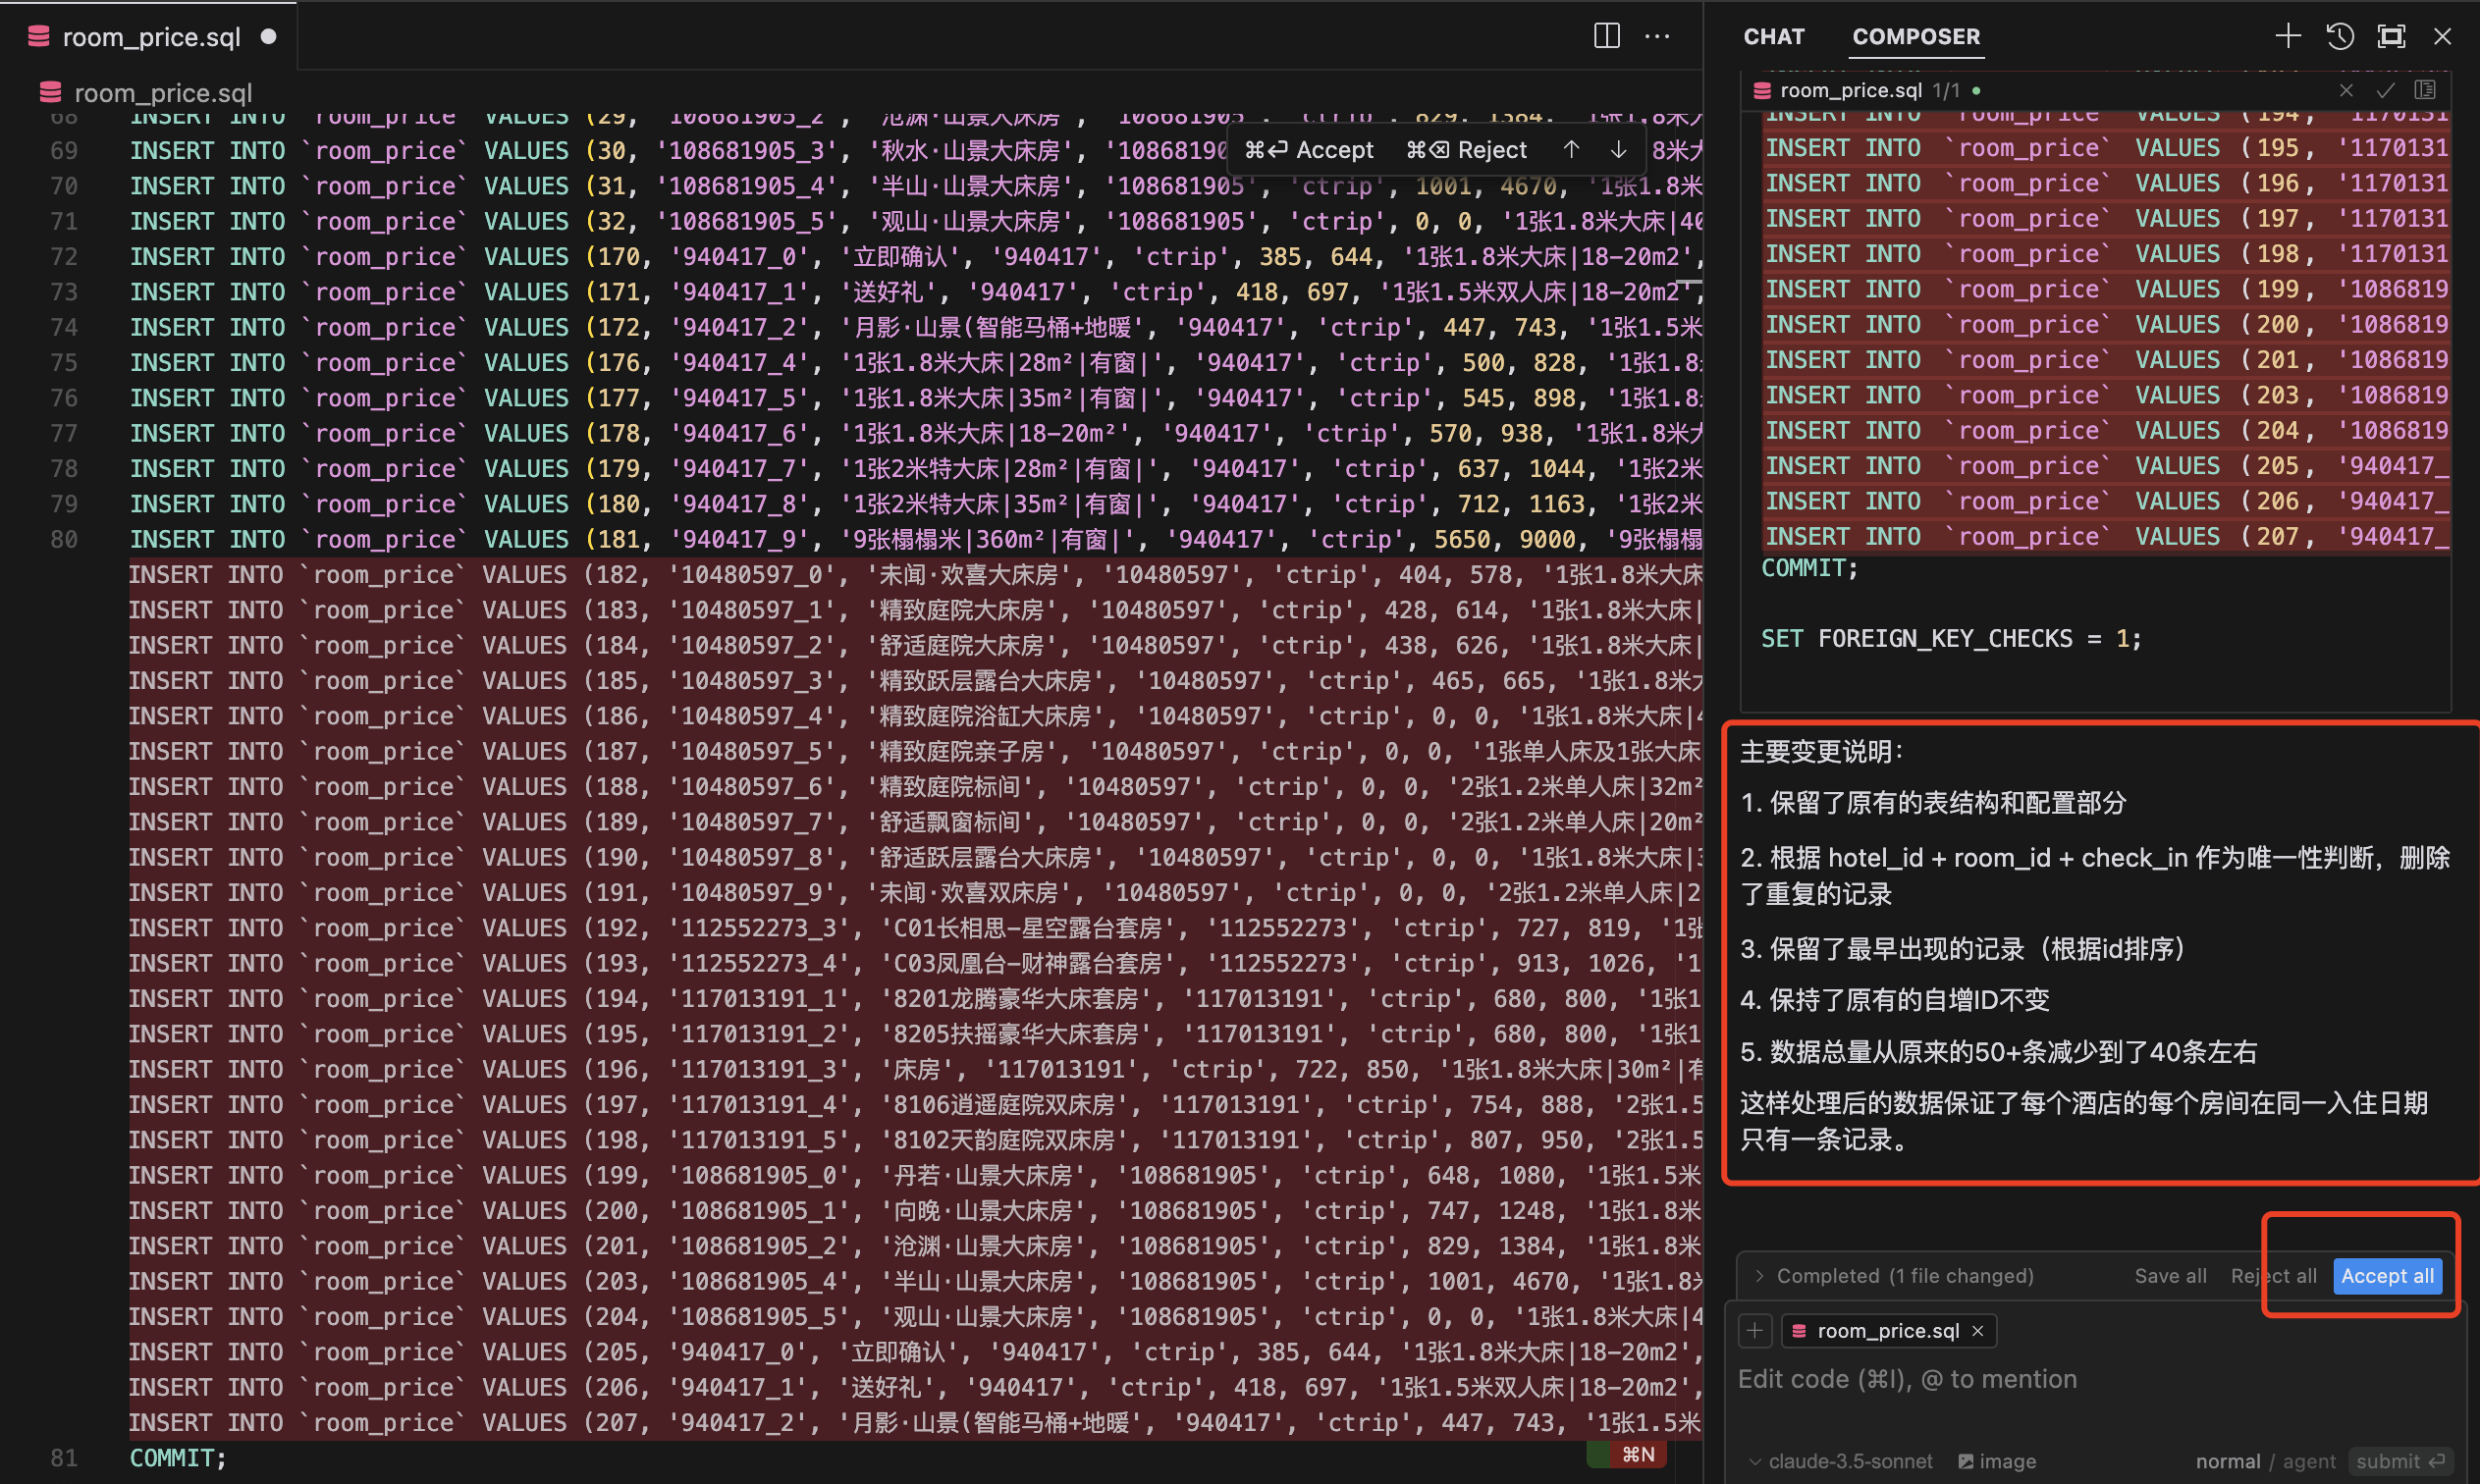 room_price.sql
room_price.sql
68 INSERT INTO `room_price` VALUES (29, '108681905_2', '沧渊·山景大床房', '108681905', 'ctrip', 829, 1384, '1张1.8米
69 INSERT INTO `room_price` VALUES (30, '108681905_3', '秋水·山景大床房', '10868190
⌘⏎ Accept ⌘⌫ Reject ↑ ↓
8米大
70 INSERT INTO `room_price` VALUES (31, '108681905_4', '半山·山景大床房', '108681905', 'ctrip', 1001, 4670, '1张1.8米
71 INSERT INTO `room_price` VALUES (32, '108681905_5', '观山·山景大床房', '108681905', 'ctrip', 0, 0, '1张1.8米大床|40
72 INSERT INTO `room_price` VALUES (170, '940417_0', '立即确认', '940417', 'ctrip', 385, 644, '1张1.8米大床|18-20m2',
73 INSERT INTO `room_price` VALUES (171, '940417_1', '送好礼', '940417', 'ctrip', 418, 697, '1张1.5米双人床|18-20m2',
74 INSERT INTO `room_price` VALUES (172, '940417_2', '月影·山景(智能马桶+地暖', '940417', 'ctrip', 447, 743, '1张1.5米
75 INSERT INTO `room_price` VALUES (176, '940417_4', '1张1.8米大床|28m²|有窗|', '940417', 'ctrip', 500, 828, '1张1.8
76 INSERT INTO `room_price` VALUES (177, '940417_5', '1张1.8米大床|35m²|有窗|', '940417', 'ctrip', 545, 898, '1张1.8
77 INSERT INTO `room_price` VALUES (178, '940417_6', '1张1.8米大床|18-20m²', '940417', 'ctrip', 570, 938, '1张1.8米大
78 INSERT INTO `room_price` VALUES (179, '940417_7', '1张2米特大床|28m²|有窗|', '940417', 'ctrip', 637, 1044, '1张2米
79 INSERT INTO `room_price` VALUES (180, '940417_8', '1张2米特大床|35m²|有窗|', '940417', 'ctrip', 712, 1163, '1张2米
80 INSERT INTO `room_price` VALUES (181, '940417_9', '9张榻榻米|360m²|有窗|', '940417', 'ctrip', 5650, 9000, '9张榻榻
INSERT INTO `room_price` VALUES (182, '10480597_0', '未闻·欢喜大床房', '10480597', 'ctrip', 404, 578, '1张1.8米大床
INSERT INTO `room_price` VALUES (183, '10480597_1', '精致庭院大床房', '10480597', 'ctrip', 428, 614, '1张1.8米大床|
INSERT INTO `room_price` VALUES (184, '10480597_2', '舒适庭院大床房', '10480597', 'ctrip', 438, 626, '1张1.8米大床|
INSERT INTO `room_price` VALUES (185, '10480597_3', '精致跃层露台大床房', '10480597', 'ctrip', 465, 665, '1张1.8米大
INSERT INTO `room_price` VALUES (186, '10480597_4', '精致庭院浴缸大床房', '10480597', 'ctrip', 0, 0, '1张1.8米大床|4
INSERT INTO `room_price` VALUES (187, '10480597_5', '精致庭院亲子房', '10480597', 'ctrip', 0, 0, '1张单人床及1张大床
INSERT INTO `room_price` VALUES (188, '10480597_6', '精致庭院标间', '10480597', 'ctrip', 0, 0, '2张1.2米单人床|32m²
INSERT INTO `room_price` VALUES (189, '10480597_7', '舒适飘窗标间', '10480597', 'ctrip', 0, 0, '2张1.2米单人床|20m²
INSERT INTO `room_price` VALUES (190, '10480597_8', '舒适跃层露台大床房', '10480597', 'ctrip', 0, 0, '1张1.8米大床|3
INSERT INTO `room_price` VALUES (191, '10480597_9', '未闻·欢喜双床房', '10480597', 'ctrip', 0, 0, '2张1.2米单人床|2
INSERT INTO `room_price` VALUES (192, '112552273_3', 'C01长相思-星空露台套房', '112552273', 'ctrip', 727, 819, '1张
INSERT INTO `room_price` VALUES (193, '112552273_4', 'C03凤凰台-财神露台套房', '112552273', 'ctrip', 913, 1026, '1
INSERT INTO `room_price` VALUES (194, '117013191_1', '8201龙腾豪华大床套房', '117013191', 'ctrip', 680, 800, '1张1
INSERT INTO `room_price` VALUES (195, '117013191_2', '8205扶摇豪华大床套房', '117013191', 'ctrip', 680, 800, '1张1
INSERT INTO `room_price` VALUES (196, '117013191_3', '床房', '117013191', 'ctrip', 722, 850, '1张1.8米大床|30m²|有
INSERT INTO `room_price` VALUES (197, '117013191_4', '8106逍遥庭院双床房', '117013191', 'ctrip', 754, 888, '2张1.5
INSERT INTO `room_price` VALUES (198, '117013191_5', '8102天韵庭院双床房', '117013191', 'ctrip', 807, 950, '2张1.5
INSERT INTO `room_price` VALUES (199, '108681905_0', '丹若·山景大床房', '108681905', 'ctrip', 648, 1080, '1张1.5米
INSERT INTO `room_price` VALUES (200, '108681905_1', '向晚·山景大床房', '108681905', 'ctrip', 747, 1248, '1张1.8米
INSERT INTO `room_price` VALUES (201, '108681905_2', '沧渊·山景大床房', '108681905', 'ctrip', 829, 1384, '1张1.8米
INSERT INTO `room_price` VALUES (203, '108681905_4', '半山·山景大床房', '108681905', 'ctrip', 1001, 4670, '1张1.8米
INSERT INTO `room_price` VALUES (204, '108681905_5', '观山·山景大床房', '108681905', 'ctrip', 0, 0, '1张1.8米大床|4
INSERT INTO `room_price` VALUES (205, '940417_0', '立即确认', '940417', 'ctrip', 385, 644, '1张1.8米大床|18-20m2',
INSERT INTO `room_price` VALUES (206, '940417_1', '送好礼', '940417', 'ctrip', 418, 697, '1张1.5米双人床|18-20m2',
INSERT INTO `room_price` VALUES (207, '940417_2', '月影·山景(智能马桶+地暖', '940417', 'ctrip', 447, 743, '1张1.5米
81 COMMIT;
⌘N
CHAT COMPOSER
room_price.sql 1/1
INSERT INTO `room_price` VALUES (194, '1170131
INSERT INTO `room_price` VALUES (195, '1170131
INSERT INTO `room_price` VALUES (196, '1170131
INSERT INTO `room_price` VALUES (197, '1170131
INSERT INTO `room_price` VALUES (198, '1170131
INSERT INTO `room_price` VALUES (199, '1086819
INSERT INTO `room_price` VALUES (200, '1086819
INSERT INTO `room_price` VALUES (201, '1086819
INSERT INTO `room_price` VALUES (203, '1086819
INSERT INTO `room_price` VALUES (204, '1086819
INSERT INTO `room_price` VALUES (205, '940417_
INSERT INTO `room_price` VALUES (206, '940417_
INSERT INTO `room_price` VALUES (207, '940417_
COMMIT;
SET FOREIGN_KEY_CHECKS = 1;
主要变更说明：
1. 保留了原有的表结构和配置部分
2. 根据 hotel_id + room_id + check_in 作为唯一性判断，删除
了重复的记录
3. 保留了最早出现的记录（根据id排序）
4. 保持了原有的自增ID不变
5. 数据总量从原来的50+条减少到了40条左右
这样处理后的数据保证了每个酒店的每个房间在同一入住日期
只有一条记录。
Completed (1 file changed) Save all Reject all Accept all
room_price.sql
Edit code (⌘I), @ to mention
claude-3.5-sonnet image normal / agent submit ⏎